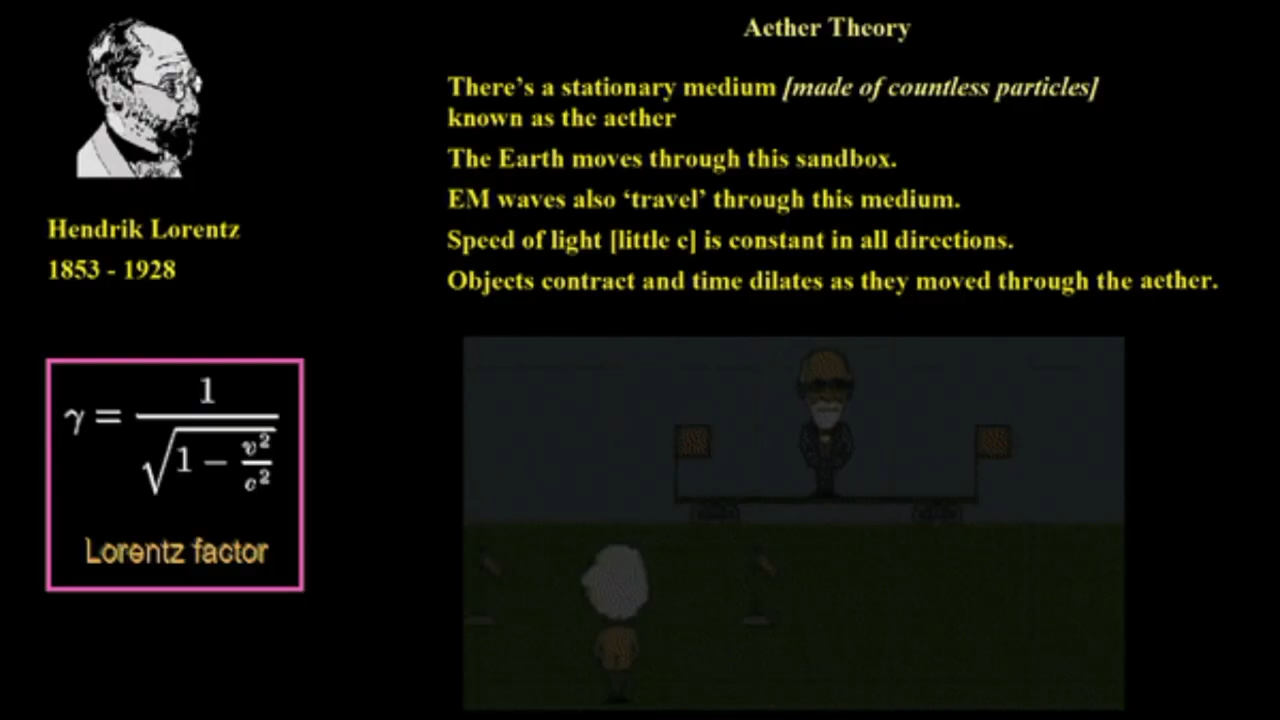 Aether Theory
There's a stationary medium [made of countless particles]
known as the aether
The Earth moves through this sandbox.
EM waves also ‘travel’ through this medium.
Speed of light [little c] is constant in all directions.
Objects contract and time dilates as they moved through the aether.
Hendrik Lorentz
1853 - 1928
γ = 1 / √(1 − v²/c²)
Lorentz factor